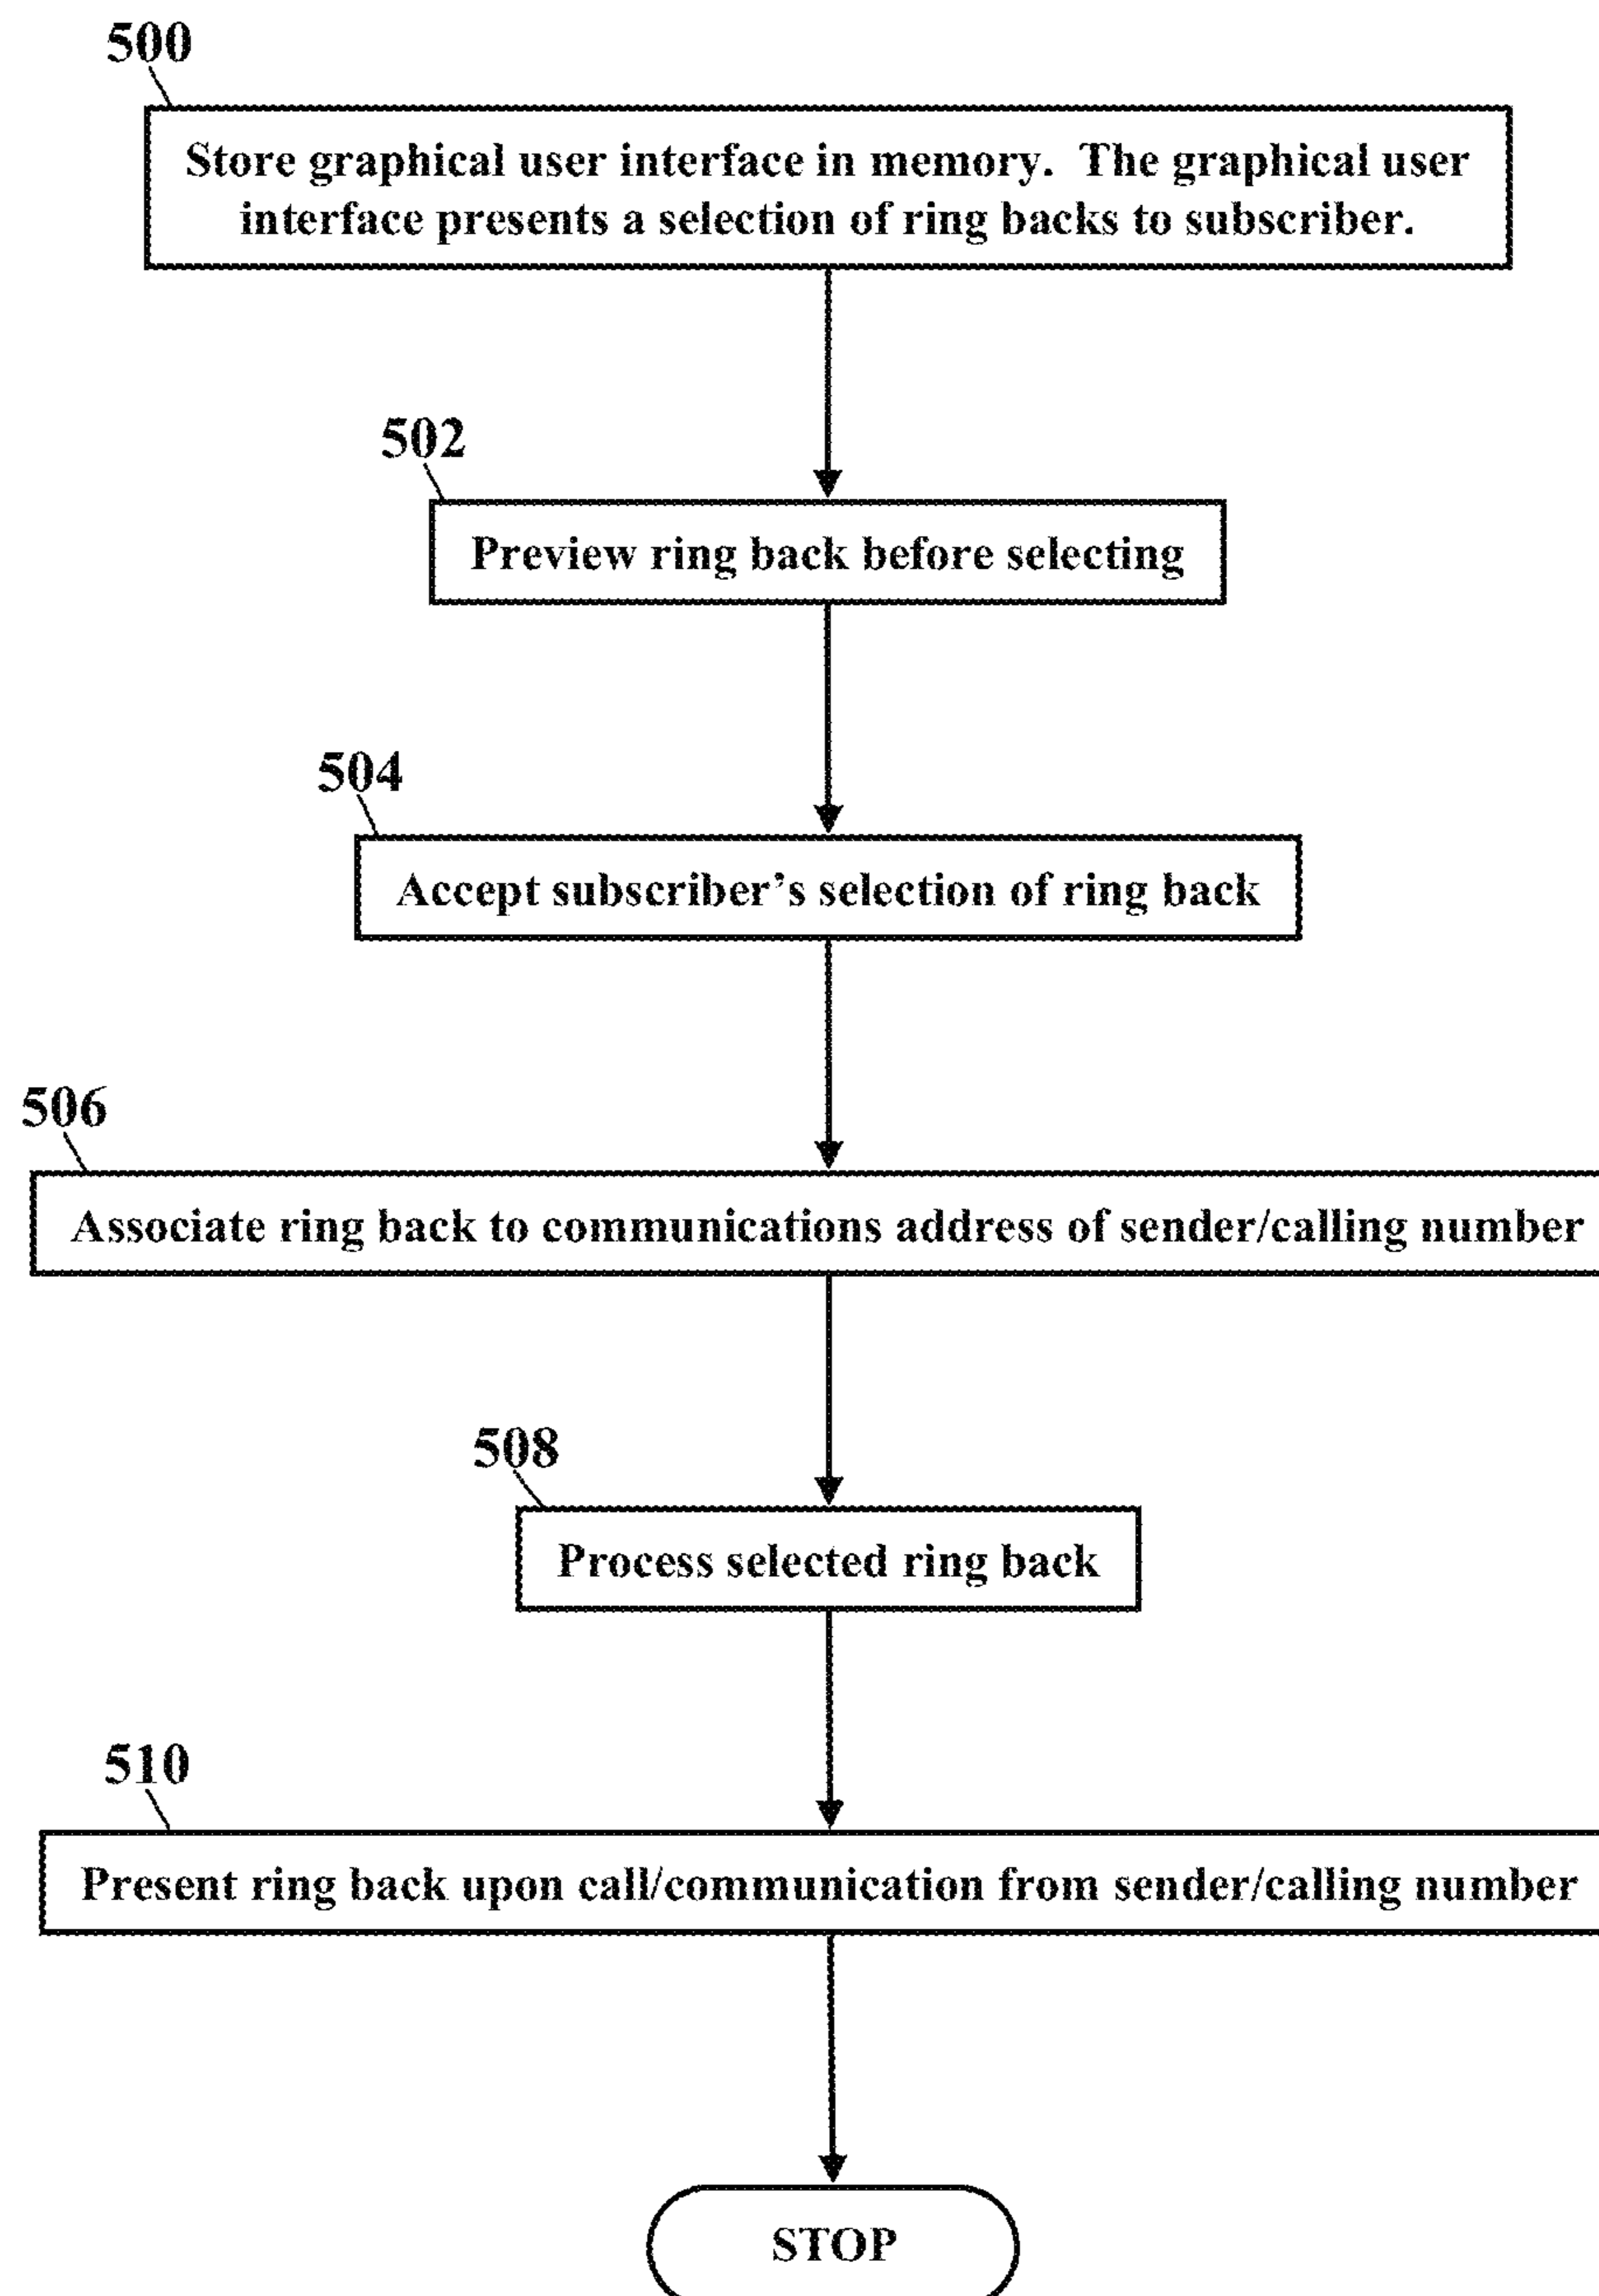 500
Store graphical user interface in memory.  The graphical user
interface presents a selection of ring backs to subscriber.
502
Preview ring back before selecting
504
Accept subscriber’s selection of ring back
506
Associate ring back to communications address of sender/calling number
508
Process selected ring back
510
Present ring back upon call/communication from sender/calling number
STOP